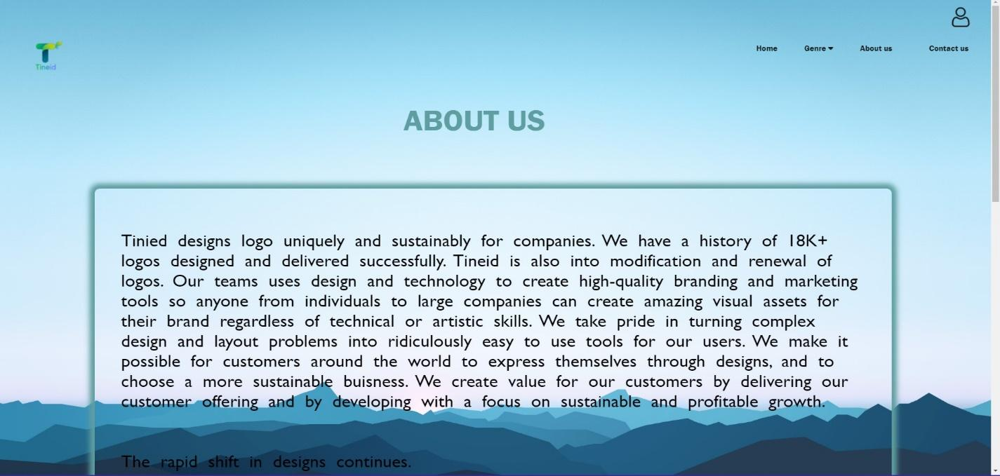 Tineid
Home Genre About us Contact us
ABOUT US
Tinied designs logo uniquely and sustainably for companies. We have a history of 18K+
logos designed and delivered successfully. Tineid is also into modification and renewal of
logos. Our teams uses design and technology to create high-quality branding and marketing
tools so anyone from individuals to large companies can create amazing visual assets for
their brand regardless of technical or artistic skills. We take pride in turning complex
design and layout problems into ridiculously easy to use tools for our users. We make it
possible for customers around the world to express themselves through designs, and to
choose a more sustainable buisness. We create value for our customers by delivering our
customer offering and by developing with a focus on sustainable and profitable growth.
The rapid shift in designs continues.